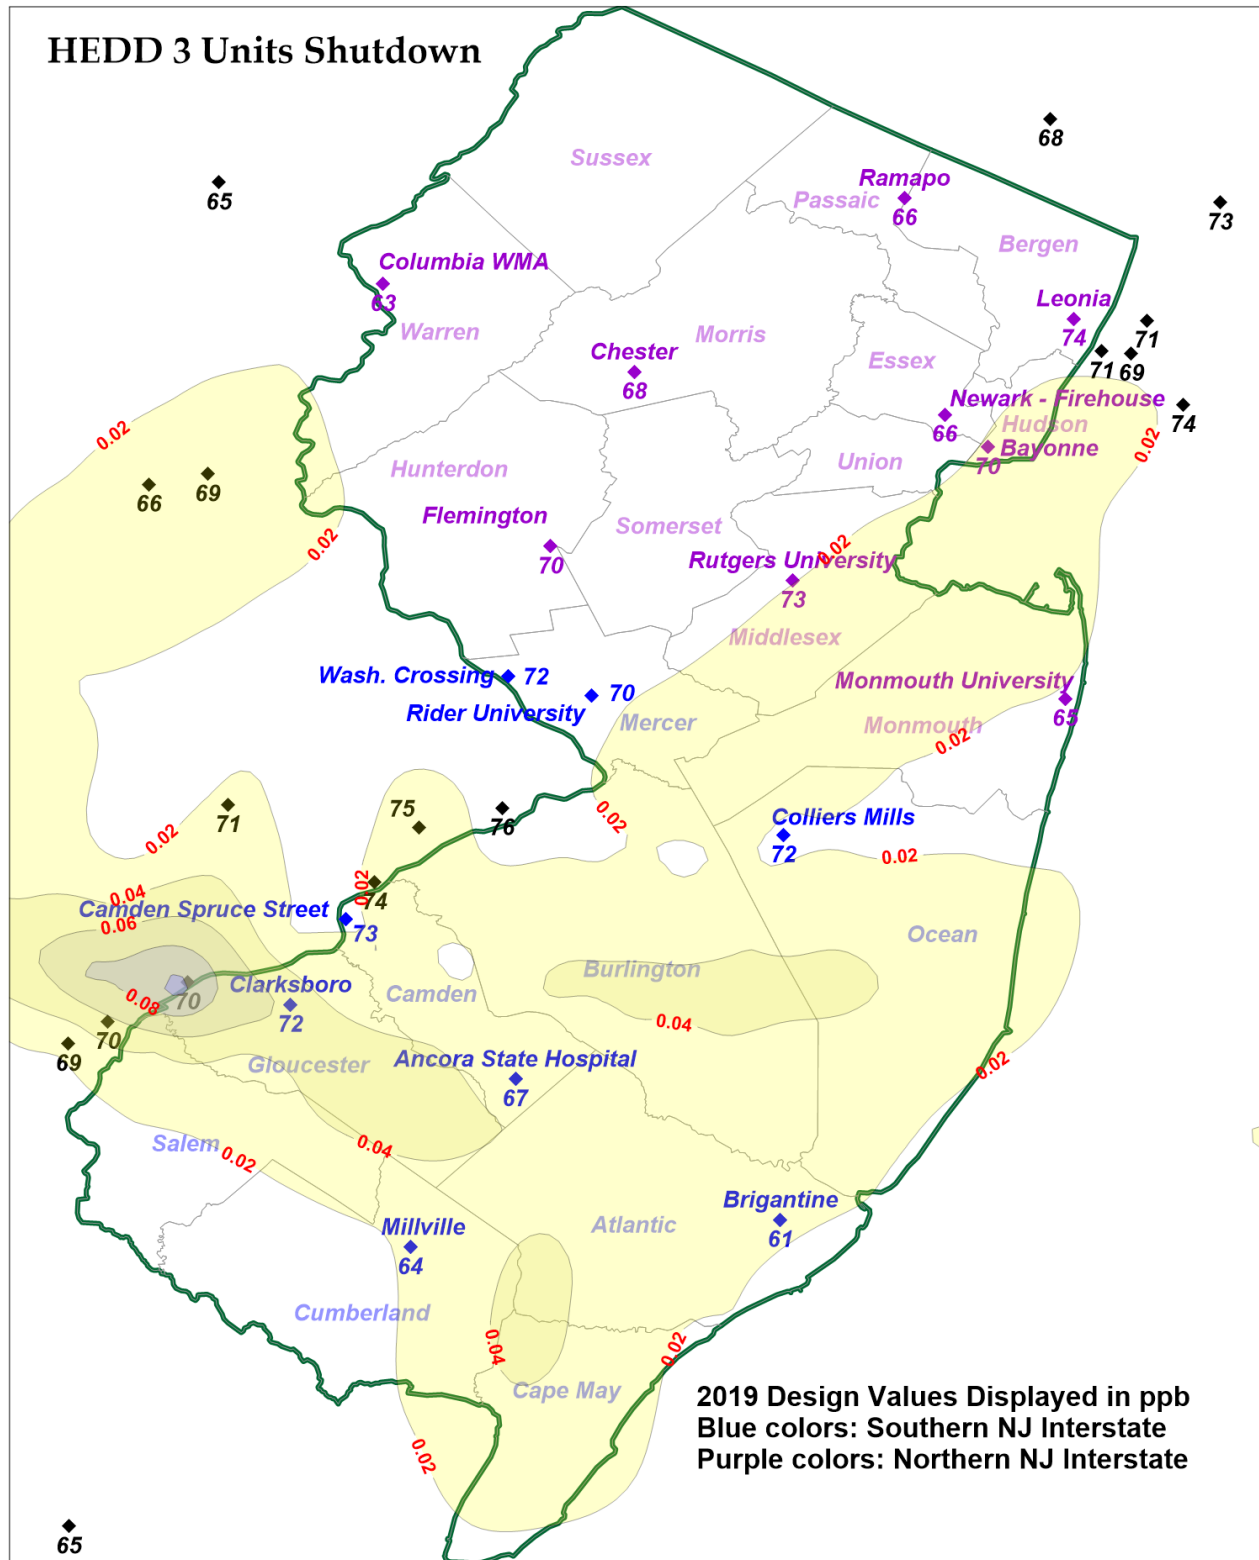 HEDD 3 Units Shutdown
68
Sussex
Ramapo
65
Passaic
66
73
Bergen
Columbia WMA
63
Leonia
74
Warren
Morris
71
Chester
68
Essex
71
69
Newark - Firehouse
66
74
Hudson
0.02
0.02
Bayonne
70
Union
Hunterdon
66
69
Flemington
Somerset
0.02
0.02
70
Rutgers University
73
Middlesex
Wash. Crossing
72
Monmouth University
65
70
Rider University
Mercer
Monmouth
0.02
75
71
76
0.02
Colliers Mills
72
0.02
0.02
0.02
74
0.04
Camden Spruce Street
73
0.06
Ocean
Burlington
Clarksboro
72
Camden
70
0.08
0.04
70
69
Gloucester
Ancora State Hospital
67
0.02
Salem
0.02
0.04
Brigantine
61
Millville
64
Atlantic
Cumberland
0.04
0.02
Cape May
0.02
2019 Design Values Displayed in ppb
Blue colors: Southern NJ Interstate
Purple colors: Northern NJ Interstate
65